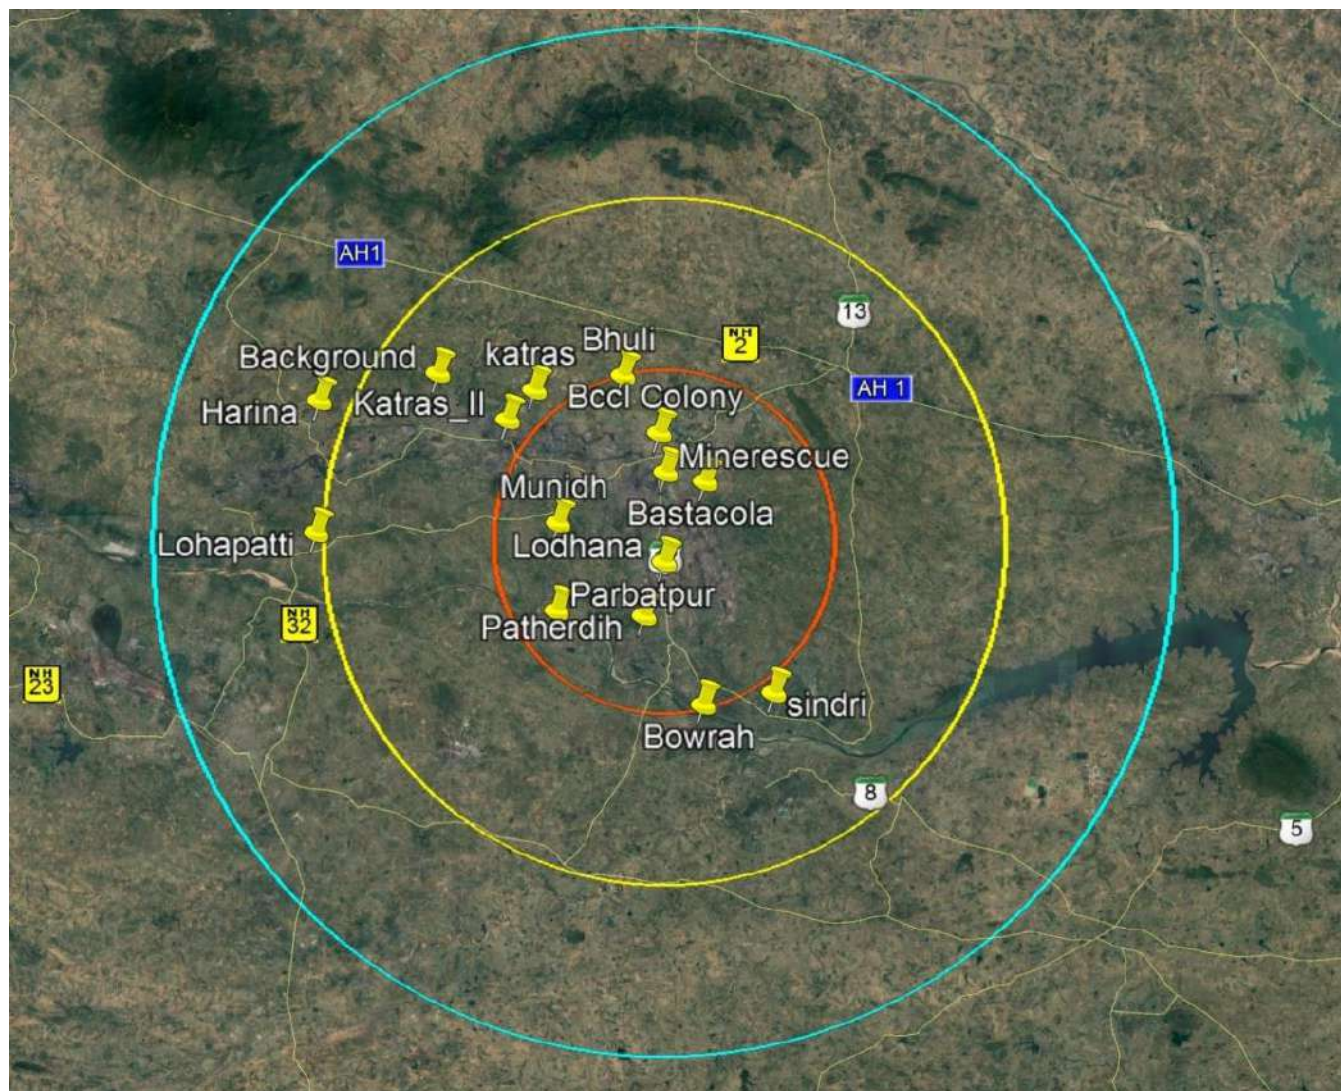 AH1
13
NH
2
Bhuli
katras
Background
AH 1
Katras_II
Bccl Colony
Harina
Minerescue
Munidh
Bastacola
Lohapatti
Lodhana
Parbatpur
NH
32
Patherdih
NH
23
sindri
Bowrah
8
5